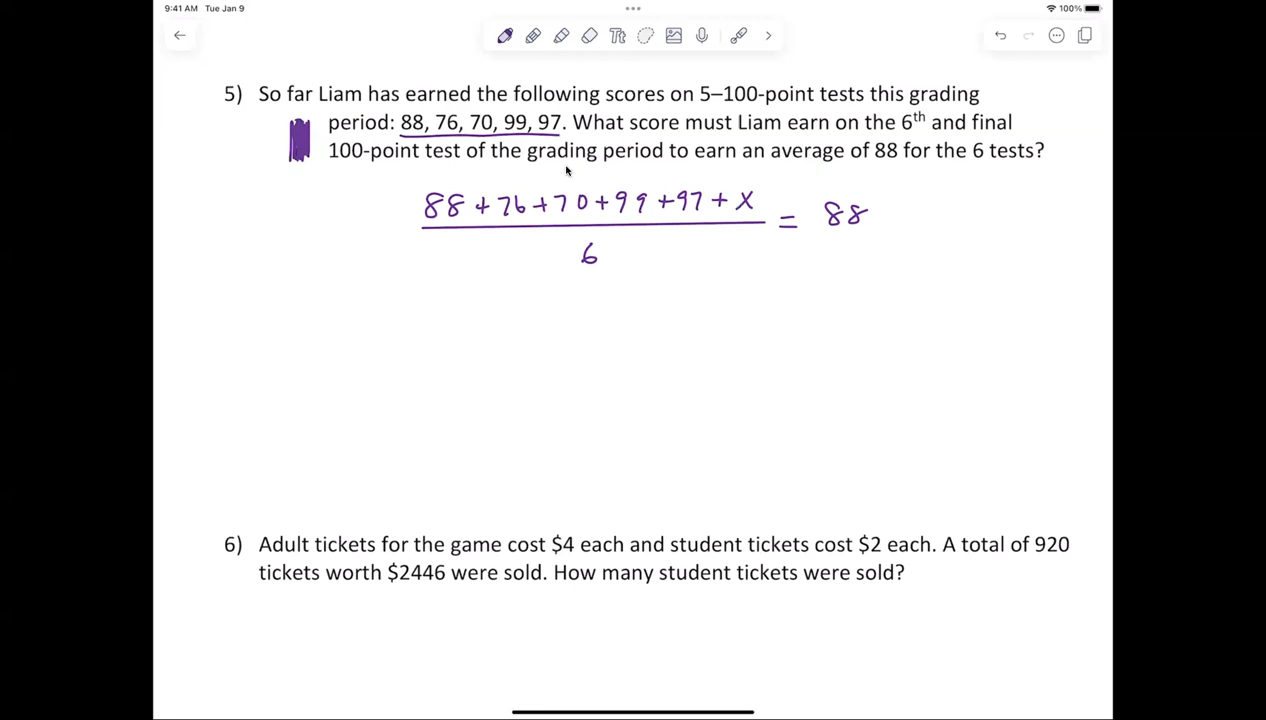 9:41 AM Tue Jan 9
100%
Tt
5) So far Liam has earned the following scores on 5–100-point tests this grading
period: 88, 76, 70, 99, 97. What score must Liam earn on the 6th and final
100-point test of the grading period to earn an average of 88 for the 6 tests?
88 + 76 + 70 + 99 + 97 + x
= 88
6
6) Adult tickets for the game cost $4 each and student tickets cost $2 each. A total of 920
tickets worth $2446 were sold. How many student tickets were sold?